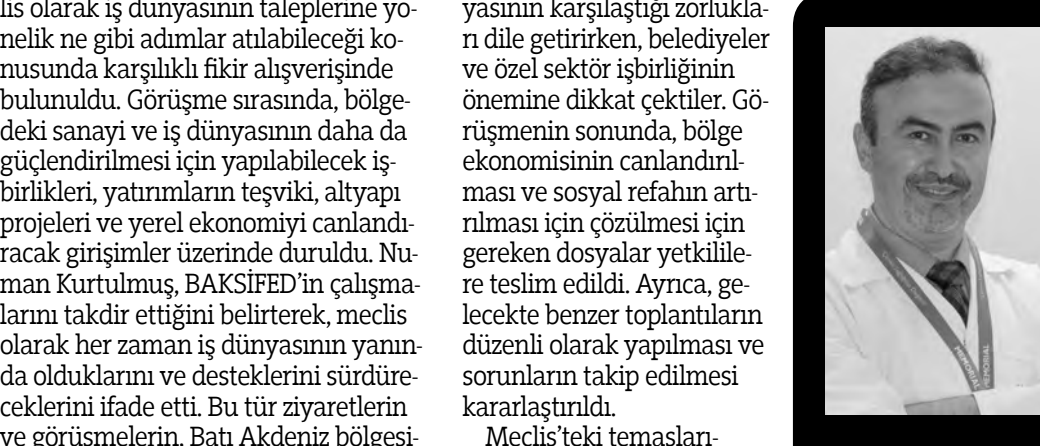 lis olarak iş dünyasının taleplerine yö-
nelik ne gibi adımlar atılabileceği ko-
nusunda karşılıklı fikir alışverişinde
bulunuldu. Görüşme sırasında, bölge-
deki sanayi ve iş dünyasının daha da
güçlendirilmesi için yapılabilecek iş-
birlikleri, yatırımların teşviki, altyapı
projeleri ve yerel ekonomiyi canlandı-
racak girişimler üzerinde duruldu. Nu-
man Kurtulmuş, BAKSİFED'in çalışma-
larını takdir ettiğini belirterek, meclis
olarak her zaman iş dünyasının yanın-
da olduklarını ve desteklerini sürdüre-
ceklerini ifade etti. Bu tür ziyaretlerin
ve görüşmelerin, Batı Akdeniz bölgesi-
yasının karşılaştığı zorlukla-
rı dile getirirken, belediyeler
ve özel sektör işbirliğinin
önemine dikkat çektiler. Gö-
rüşmenin sonunda, bölge
ekonomisinin canlandırıl-
ması ve sosyal refahın artı-
rılması için çözülmesi için
gereken dosyalar yetkilile-
re teslim edildi. Ayrıca, ge-
lecekte benzer toplantıların
düzenli olarak yapılması ve
sorunların takip edilmesi
kararlaştırıldı.
Meclis'teki temasları-
MEMORIAL
MEMORIAL